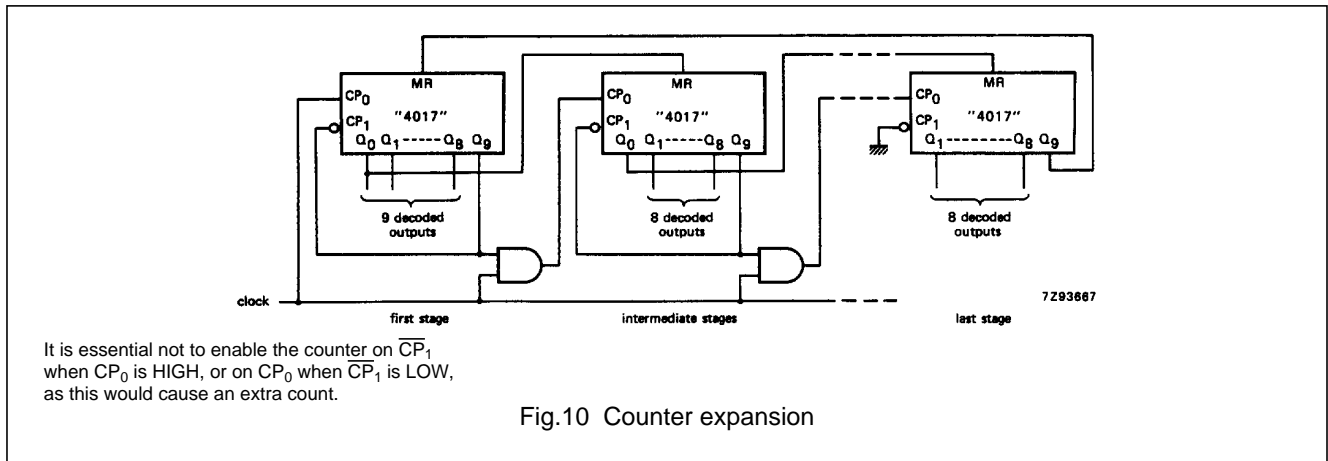 MR
MR
MR
CP0
"4017"
CP1
Q0 Q1 ----- Q8 Q9
CP0
"4017"
CP1
Q0 Q1 ----- Q8 Q9
CP0
"4017"
CP1
Q1 ------- Q8 Q9
9 decoded
outputs
8 decoded
outputs
8 decoded
outputs
clock
7Z93667
first stage
intermediate stages
last stage
It is essential not to enable the counter on C̅P̅1
when CP0 is HIGH, or on CP0 when C̅P̅1 is LOW,
as this would cause an extra count.
Fig.10 Counter expansion